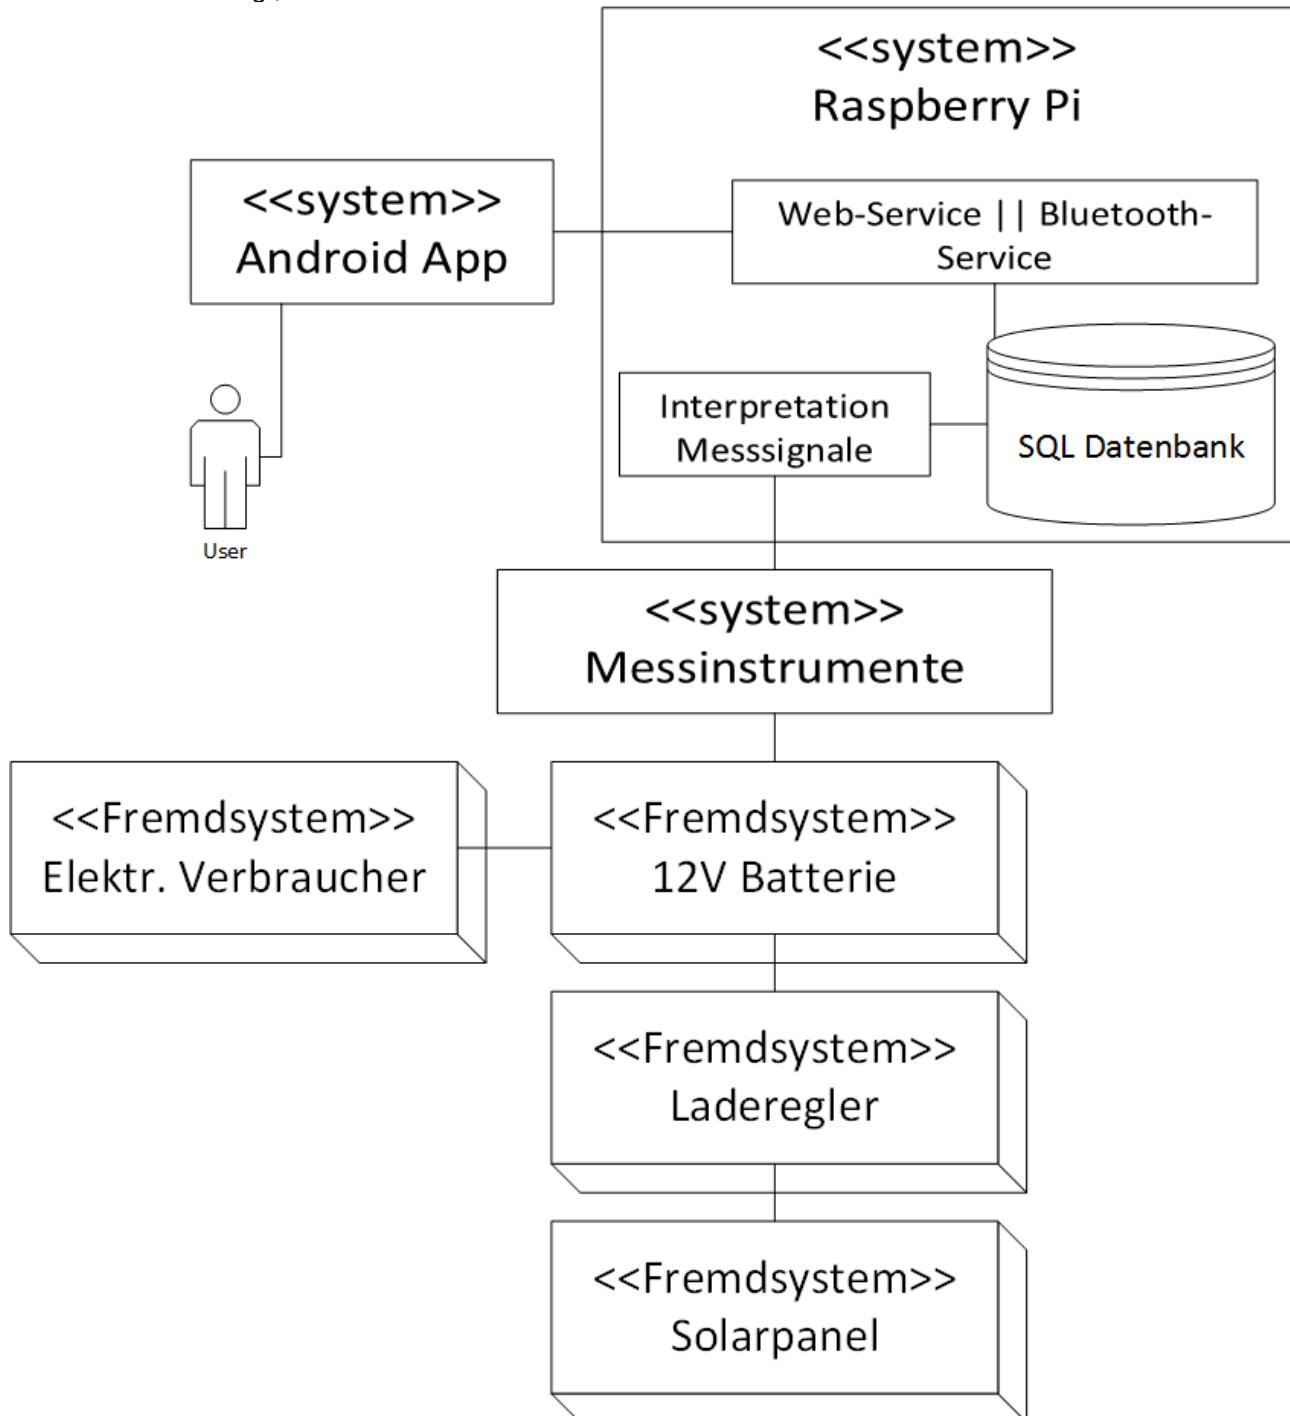 <<system>>
Raspberry Pi
<<system>>
Android App
Web-Service || Bluetooth-
Service
Interpretation
Messsignale
SQL Datenbank
User
<<system>>
Messinstrumente
<<Fremdsystem>>
Elektr. Verbraucher
<<Fremdsystem>>
12V Batterie
<<Fremdsystem>>
Laderegler
<<Fremdsystem>>
Solarpanel